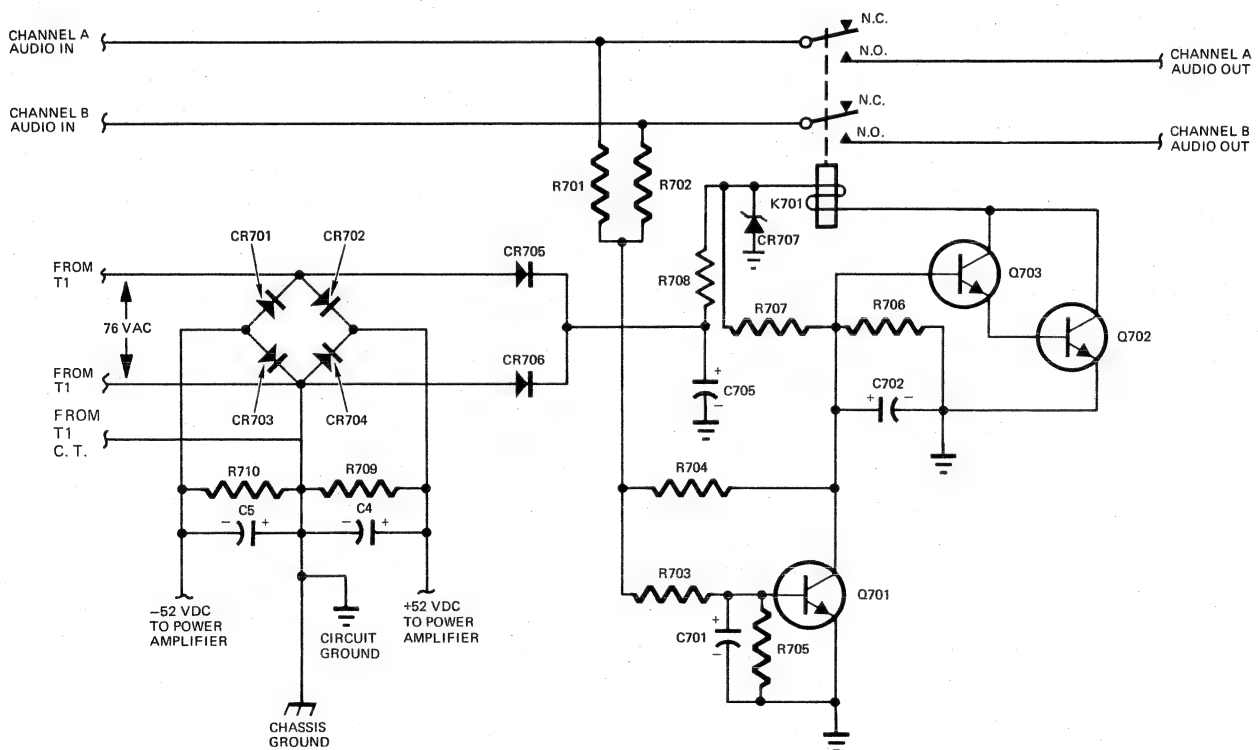 CHANNEL A
AUDIO IN
N.C.
N.O.
CHANNEL A
AUDIO OUT
CHANNEL B
AUDIO IN
N.C.
N.O.
CHANNEL B
AUDIO OUT
R701
R702
K701
CR707
CR701
CR702
CR705
R708
Q703
FROM
T1
76 VAC
R707
R706
Q702
FROM
T1
CR706
C705
+
−
C702
+
−
CR703
CR704
FROM
T1
C. T.
R710
R709
R704
C5
−
+
C4
−
+
R703
Q701
C701
+
−
R705
−52 VDC
TO POWER
AMPLIFIER
CIRCUIT
GROUND
+52 VDC
TO POWER
AMPLIFIER
CHASSIS
GROUND